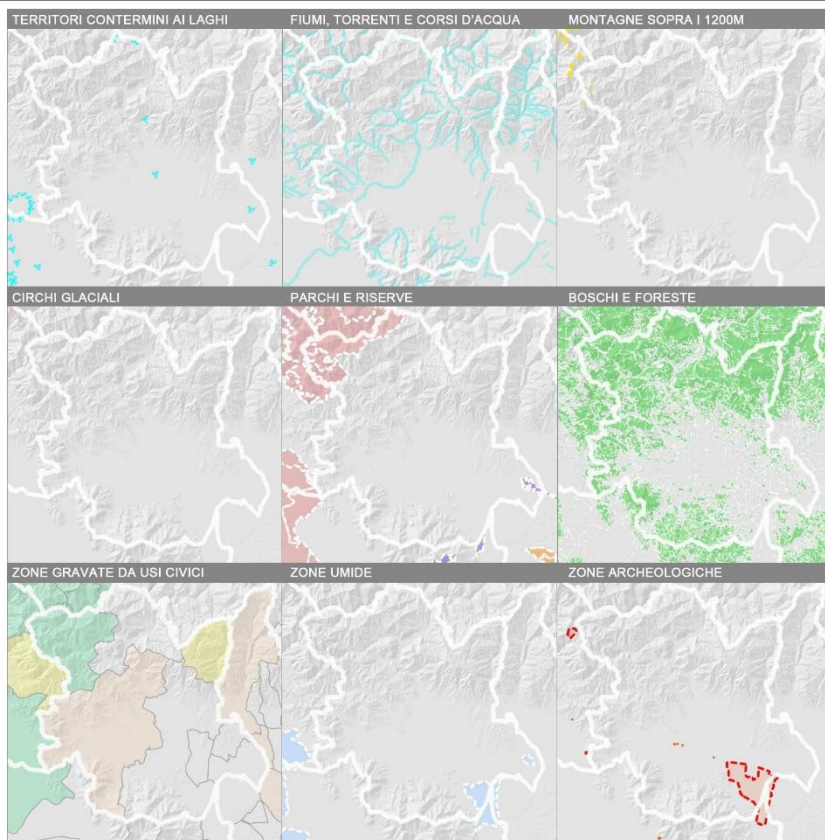 TERRITORI CONTERMINI AI LAGHI
FIUMI, TORRENTI E CORSI D'ACQUA
MONTAGNE SOPRA I 1200M
CIRCHI GLACIALI
PARCHI E RISERVE
BOSCHI E FORESTE
ZONE GRAVATE DA USI CIVICI
ZONE UMIDE
ZONE ARCHEOLOGICHE